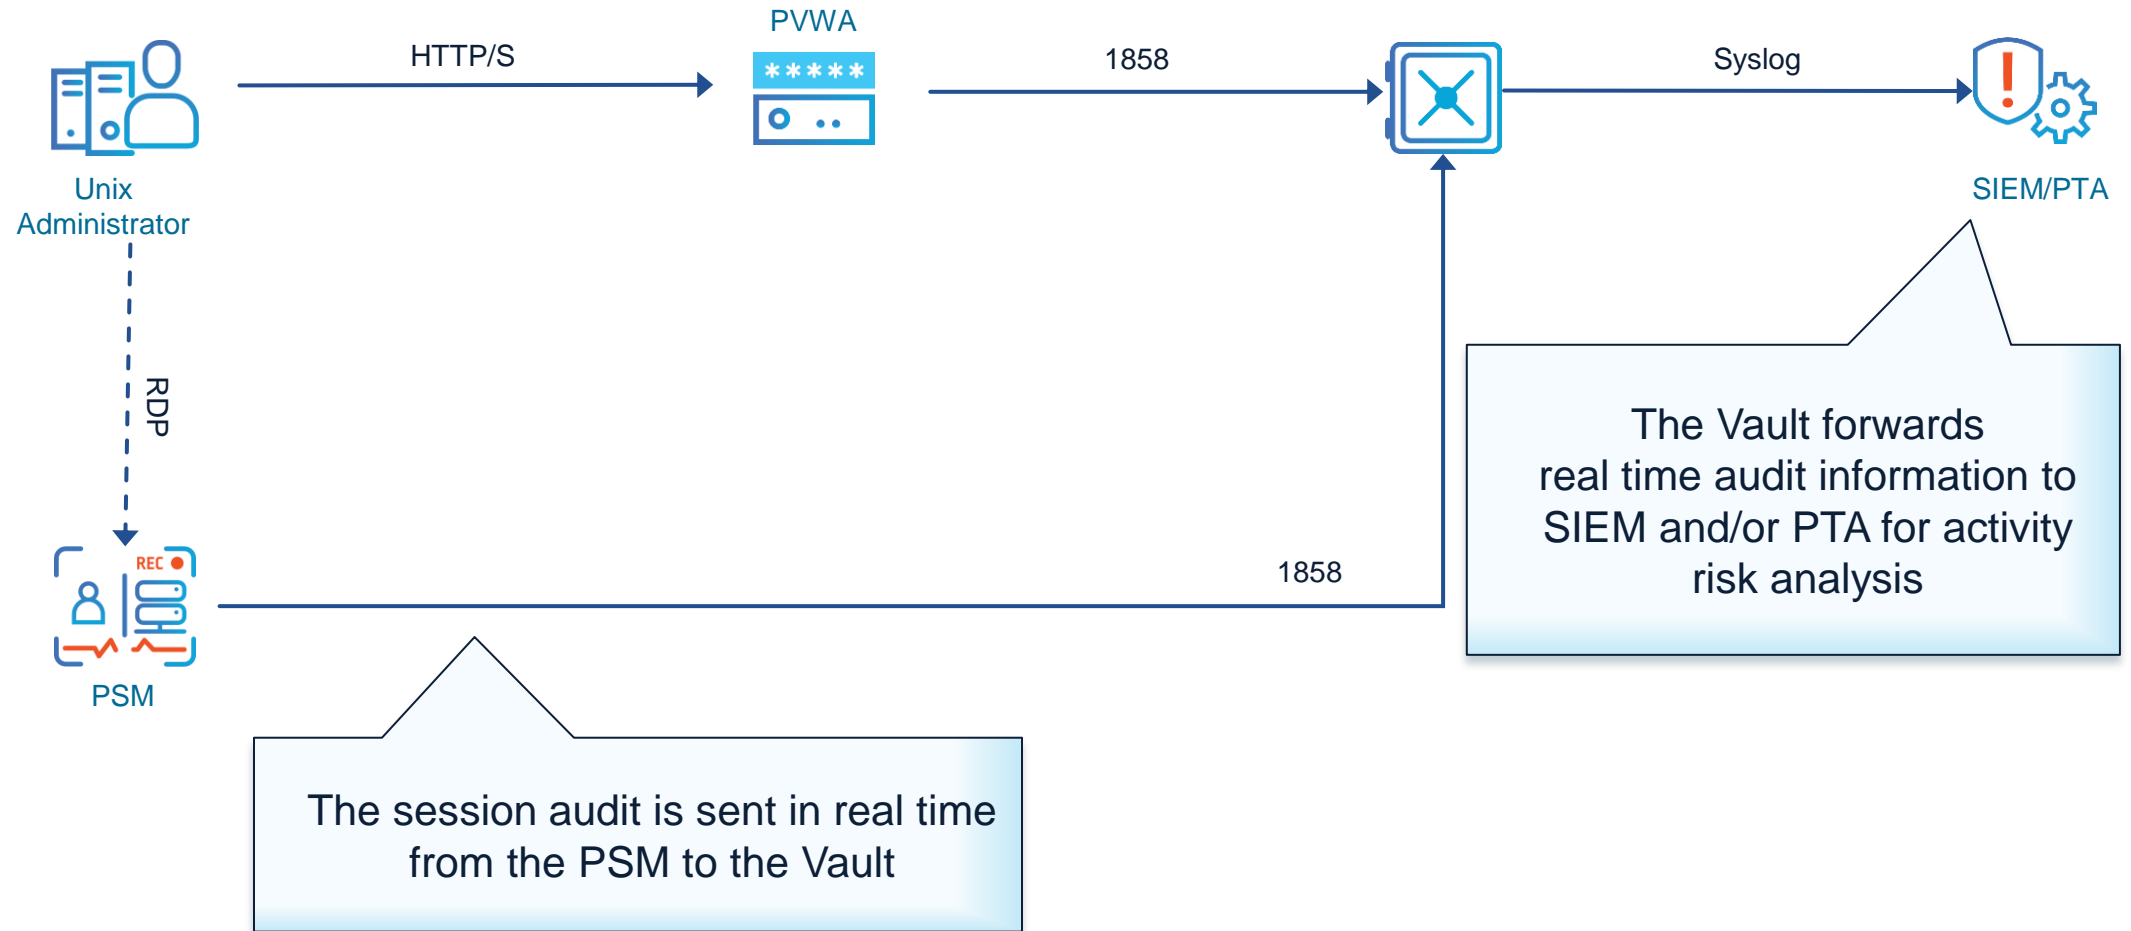 PVWA
HTTP/S
1858
Syslog
*****
Unix
Administrator
SIEM/PTA
RDP
The Vault forwards
real time audit information to
SIEM and/or PTA for activity
risk analysis
REC
1858
PSM
The session audit is sent in real time
from the PSM to the Vault